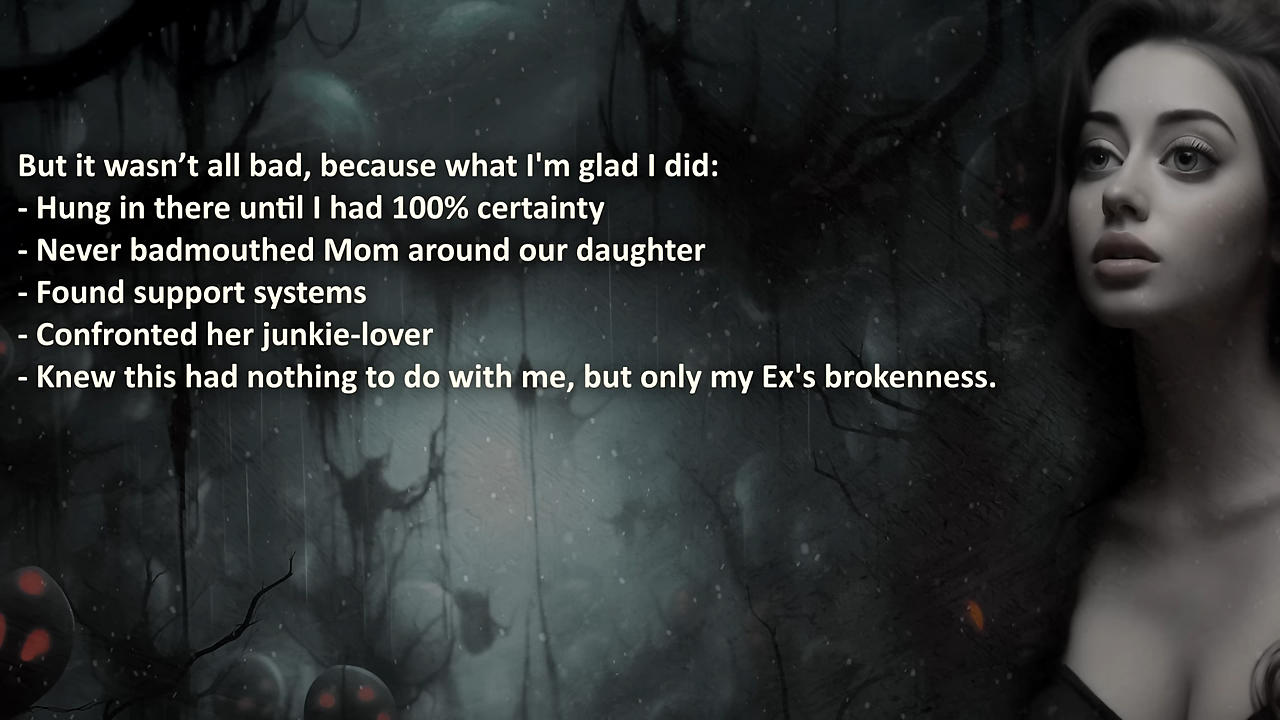 But it wasn’t all bad, because what I'm glad I did:
- Hung in there until I had 100% certainty
- Never badmouthed Mom around our daughter
- Found support systems
- Confronted her junkie-lover
- Knew this had nothing to do with me, but only my Ex's brokenness.